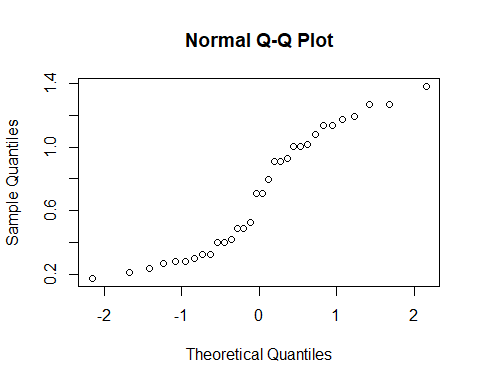 Normal Q-Q Plot
Sample Quantiles
1.4
1.0
0.6
0.2
-2 -1 0 1 2
Theoretical Quantiles